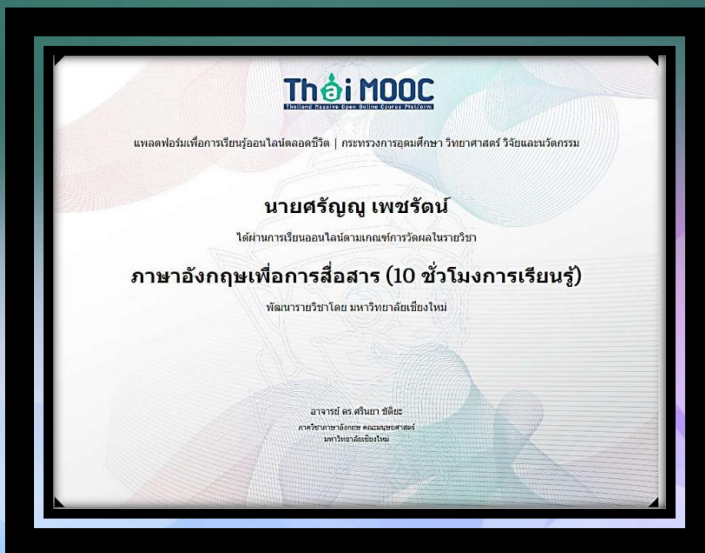 Thai MOOC
Thailand Massive Open Online Course Platform
แพลตฟอร์มเพื่อการเรียนรู้ออนไลน์ตลอดชีวิต | กระทรวงการอุดมศึกษา วิทยาศาสตร์ วิจัยและนวัตกรรม
นายศรัญญู เพชรัตน์
ได้ผ่านการเรียนออนไลน์ตามเกณฑ์การวัดผลในรายวิชา
ภาษาอังกฤษเพื่อการสื่อสาร (10 ชั่วโมงการเรียนรู้)
พัฒนารายวิชาโดย มหาวิทยาลัยเชียงใหม่
อาจารย์ ดร.ศรินยา ขัติยะ
ภาควิชาภาษาอังกฤษ คณะมนุษยศาสตร์
มหาวิทยาลัยเชียงใหม่